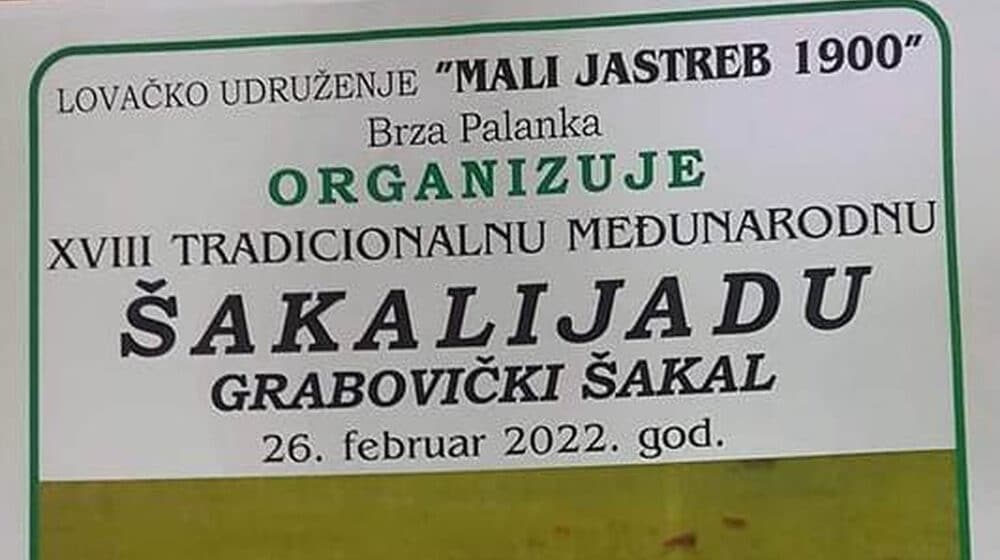 LOVAČKO UDRUŽENJE "MALI JASTREB 1900"
Brza Palanka
ORGANIZUJE
XVIII TRADICIONALNU MEĐUNARODNU
ŠAKALIJADU
GRABOVIČKI ŠAKAL
26. februar 2022. god.